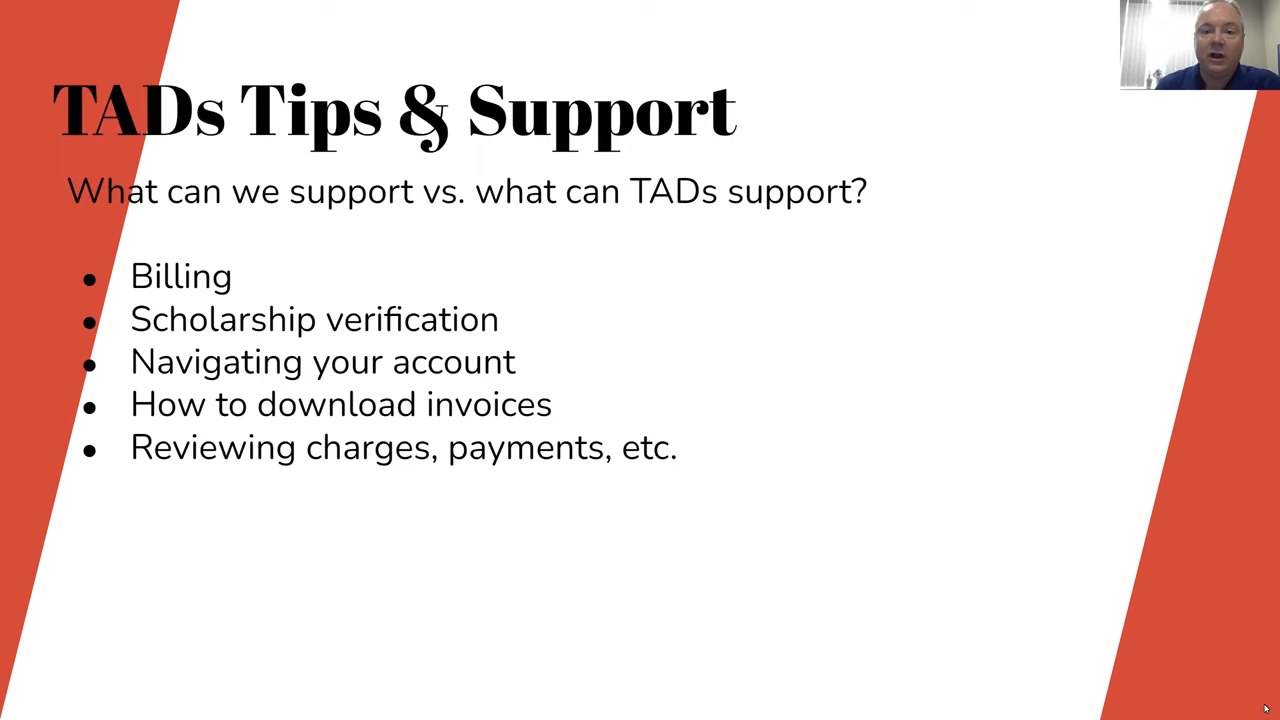 TADs Tips & Support
What can we support vs. what can TADs support?
● Billing
● Scholarship verification
● Navigating your account
● How to download invoices
● Reviewing charges, payments, etc.